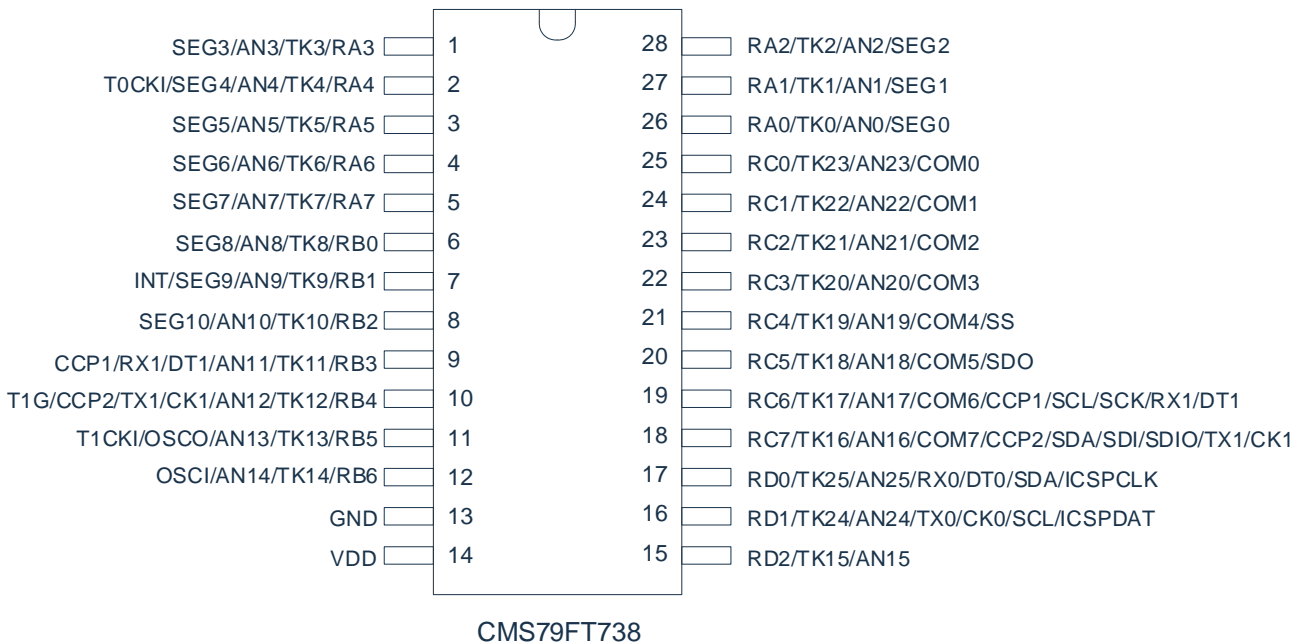 SEG3/AN3/TK3/RA3 1 28 RA2/TK2/AN2/SEG2
T0CKI/SEG4/AN4/TK4/RA4 2 27 RA1/TK1/AN1/SEG1
SEG5/AN5/TK5/RA5 3 26 RA0/TK0/AN0/SEG0
SEG6/AN6/TK6/RA6 4 25 RC0/TK23/AN23/COM0
SEG7/AN7/TK7/RA7 5 24 RC1/TK22/AN22/COM1
SEG8/AN8/TK8/RB0 6 23 RC2/TK21/AN21/COM2
INT/SEG9/AN9/TK9/RB1 7 22 RC3/TK20/AN20/COM3
SEG10/AN10/TK10/RB2 8 21 RC4/TK19/AN19/COM4/SS
CCP1/RX1/DT1/AN11/TK11/RB3 9 20 RC5/TK18/AN18/COM5/SDO
T1G/CCP2/TX1/CK1/AN12/TK12/RB4 10 19 RC6/TK17/AN17/COM6/CCP1/SCL/SCK/RX1/DT1
T1CKI/OSCO/AN13/TK13/RB5 11 18 RC7/TK16/AN16/COM7/CCP2/SDA/SDI/SDIO/TX1/CK1
OSCI/AN14/TK14/RB6 12 17 RD0/TK25/AN25/RX0/DT0/SDA/ICSPCLK
GND 13 16 RD1/TK24/AN24/TX0/CK0/SCL/ICSPDAT
VDD 14 15 RD2/TK15/AN15
CMS79FT738